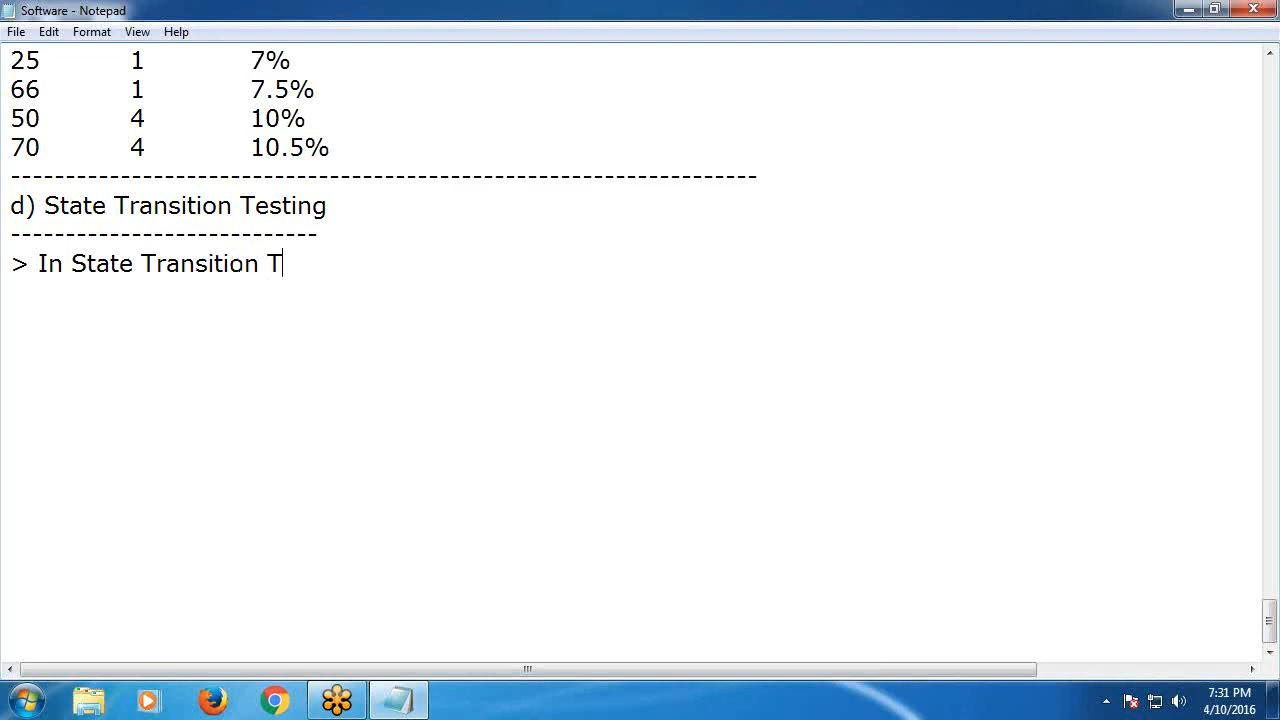 Software - Notepad
File Edit Format View Help
25 1 7%
66 1 7.5%
50 4 10%
70 4 10.5%
--------------------------------------------------------------------
d) State Transition Testing
----------------------------
> In State Transition T
7:31 PM
4/10/2016